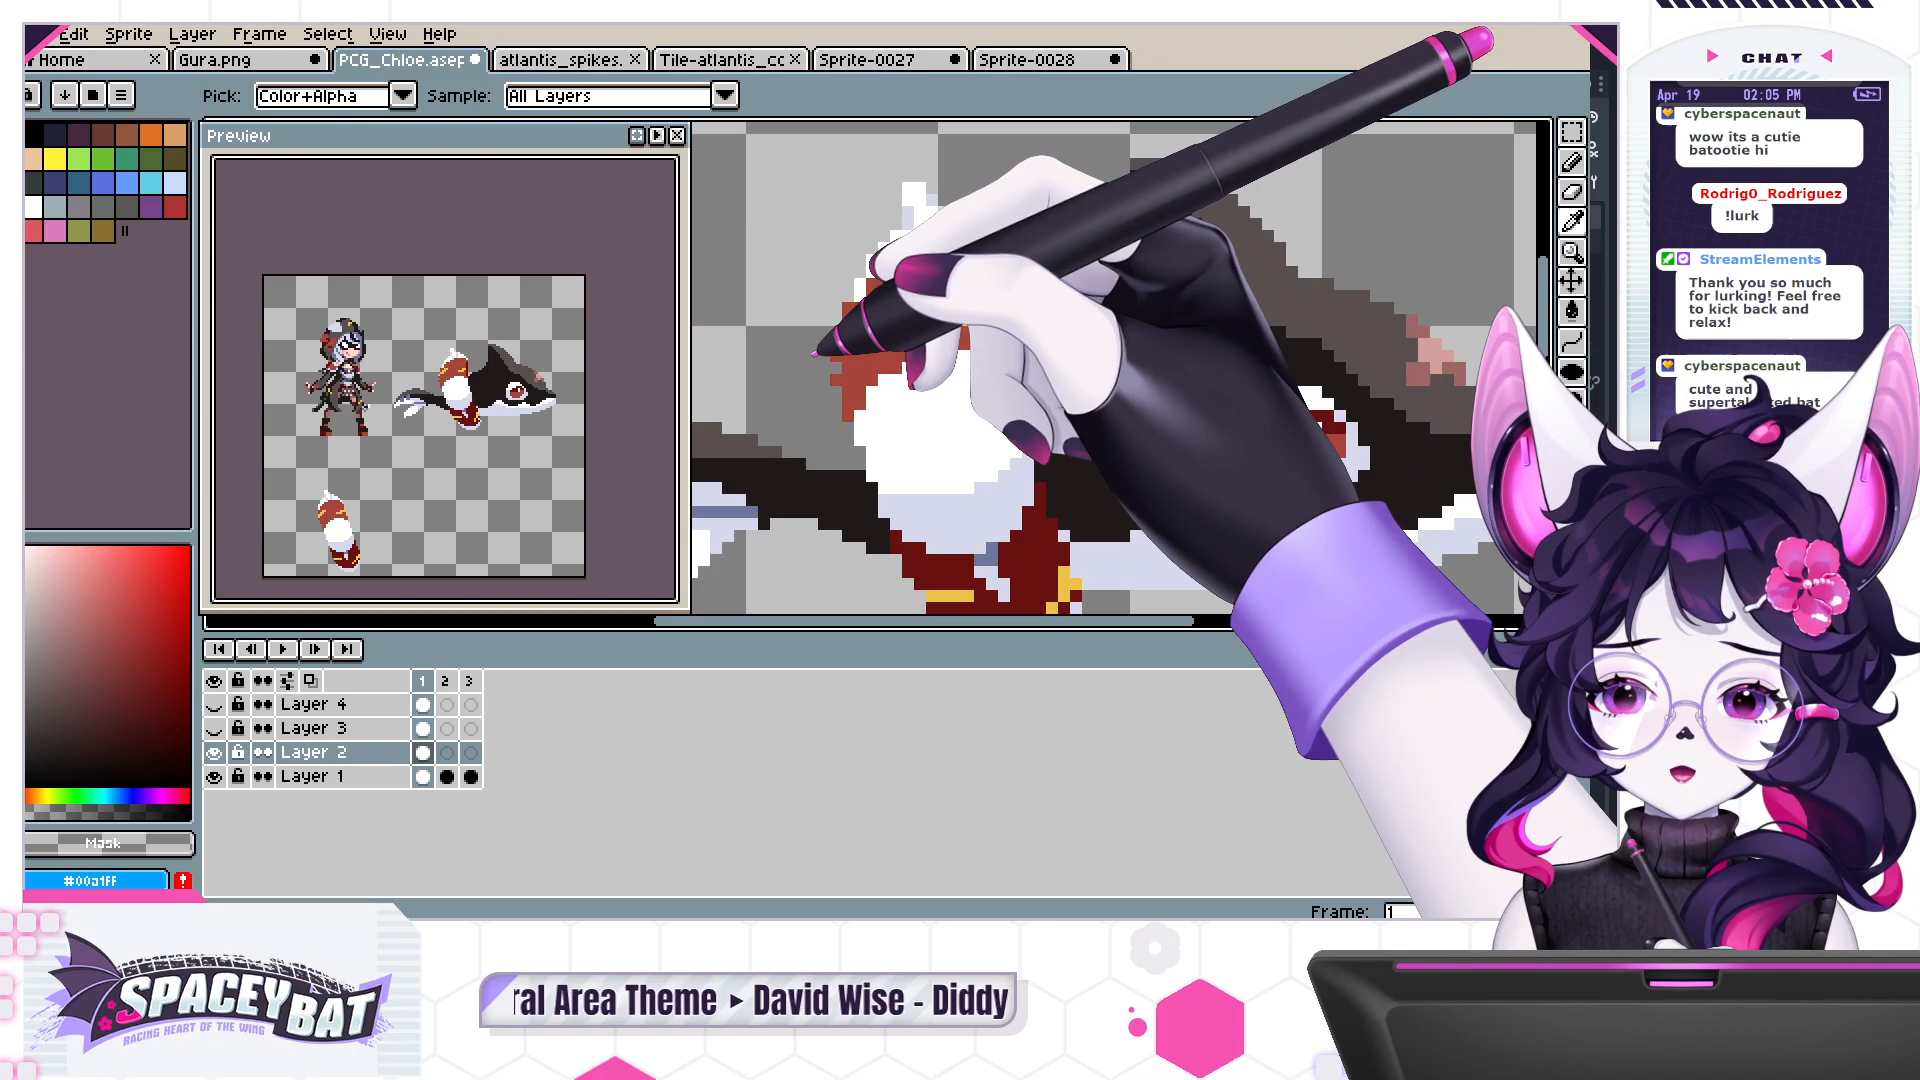 Edit Sprite Layer Frame Select View Help
Home
Gura.png
PCG_Chloe.asep
atlantis_spikes.
Tile-atlantis_cc
Sprite-0027
Sprite-0028
Pick: Color+Alpha Sample: All Layers
Preview
1 2 3
Layer 4
Layer 3
Layer 2
Layer 1
Mask
#00a1FF
Frame: 1
CHAT
Apr 19 02:05 PM
cyberspacenaut
wow its a cutie
batootie hi
Rodrig0_Rodriguez
!lurk
StreamElements
Thank you so much
for lurking! Feel free
to kick back and
relax!
cyberspacenaut
cute and
SPACEY
BAT
RACING HEART OF THE WING
ral Area Theme ▸ David Wise - Diddy